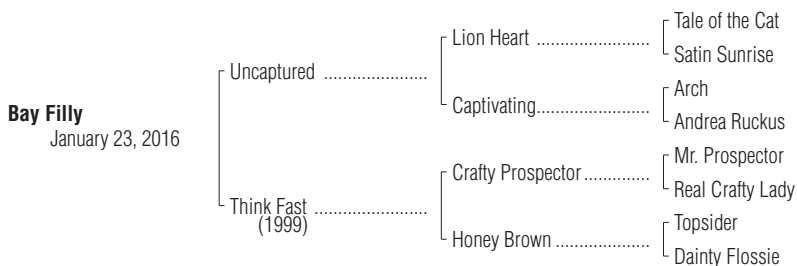 Tale of the Cat
Lion Heart ........................
Satin Sunrise
Uncaptured ......................
Arch
Captivating........................
Andrea Ruckus
Bay Filly
January 23, 2016
Mr. Prospector
Crafty Prospector..............
Real Crafty Lady
Think Fast ........................
(1999)
Topsider
Honey Brown ....................
Dainty Flossie